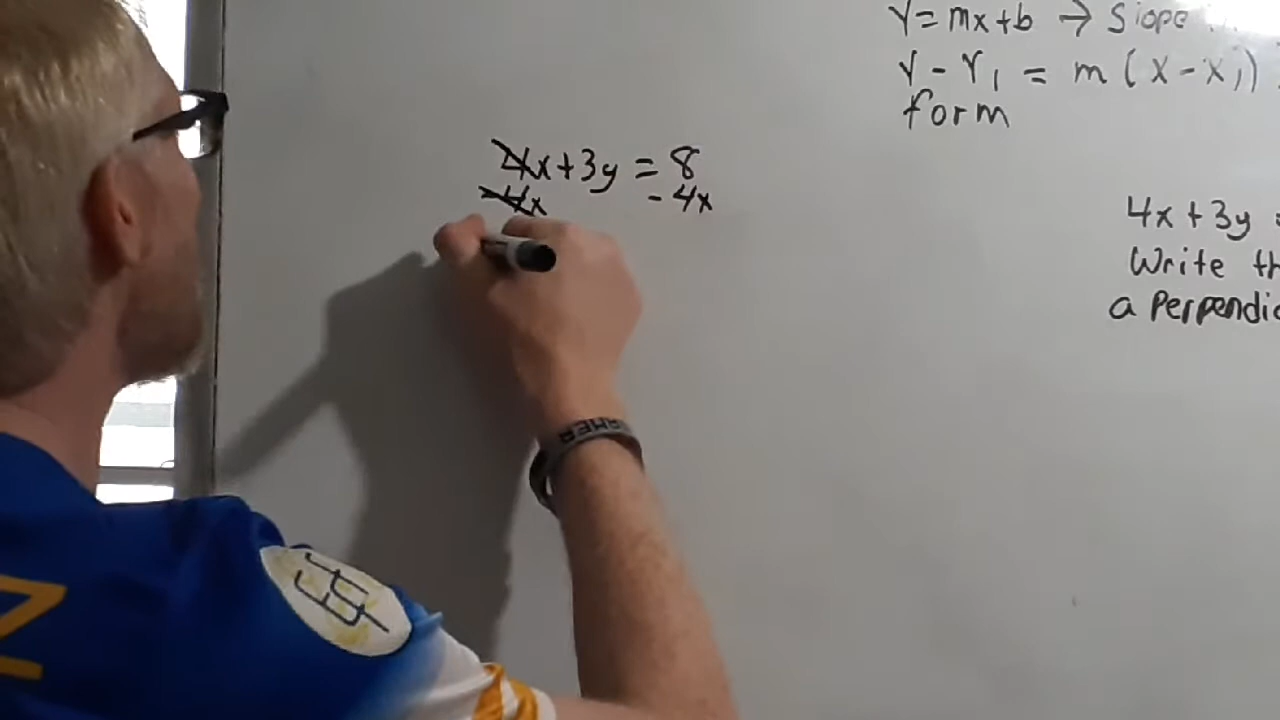 Y = mx+b → Slope
Y - Y₁ = m (X - X₁)
form
4x+3y = 8
-4x - 4x
4x + 3y =
Write th
a Perpendic